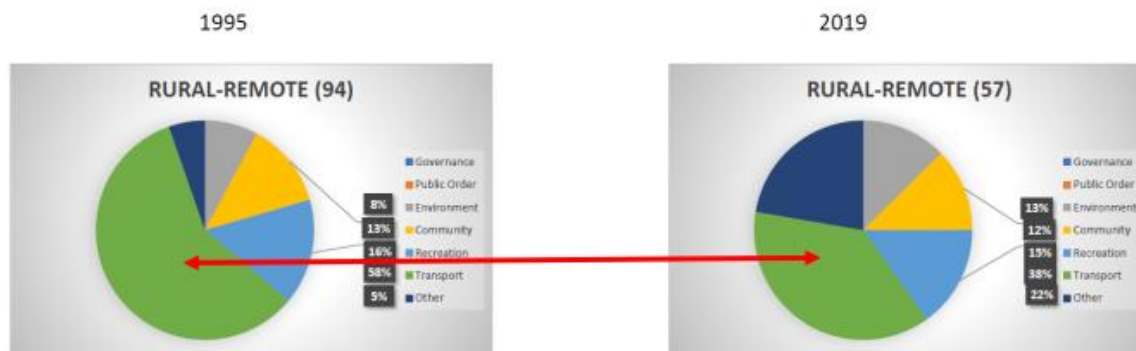 1995
2019
RURAL-REMOTE (94)
Governance
Public Order
8% Environment
13% Community
16% Recreation
58% Transport
5% Other
RURAL-REMOTE (57)
Governance
Public Order
13% Environment
12% Community
15% Recreation
38% Transport
22% Other